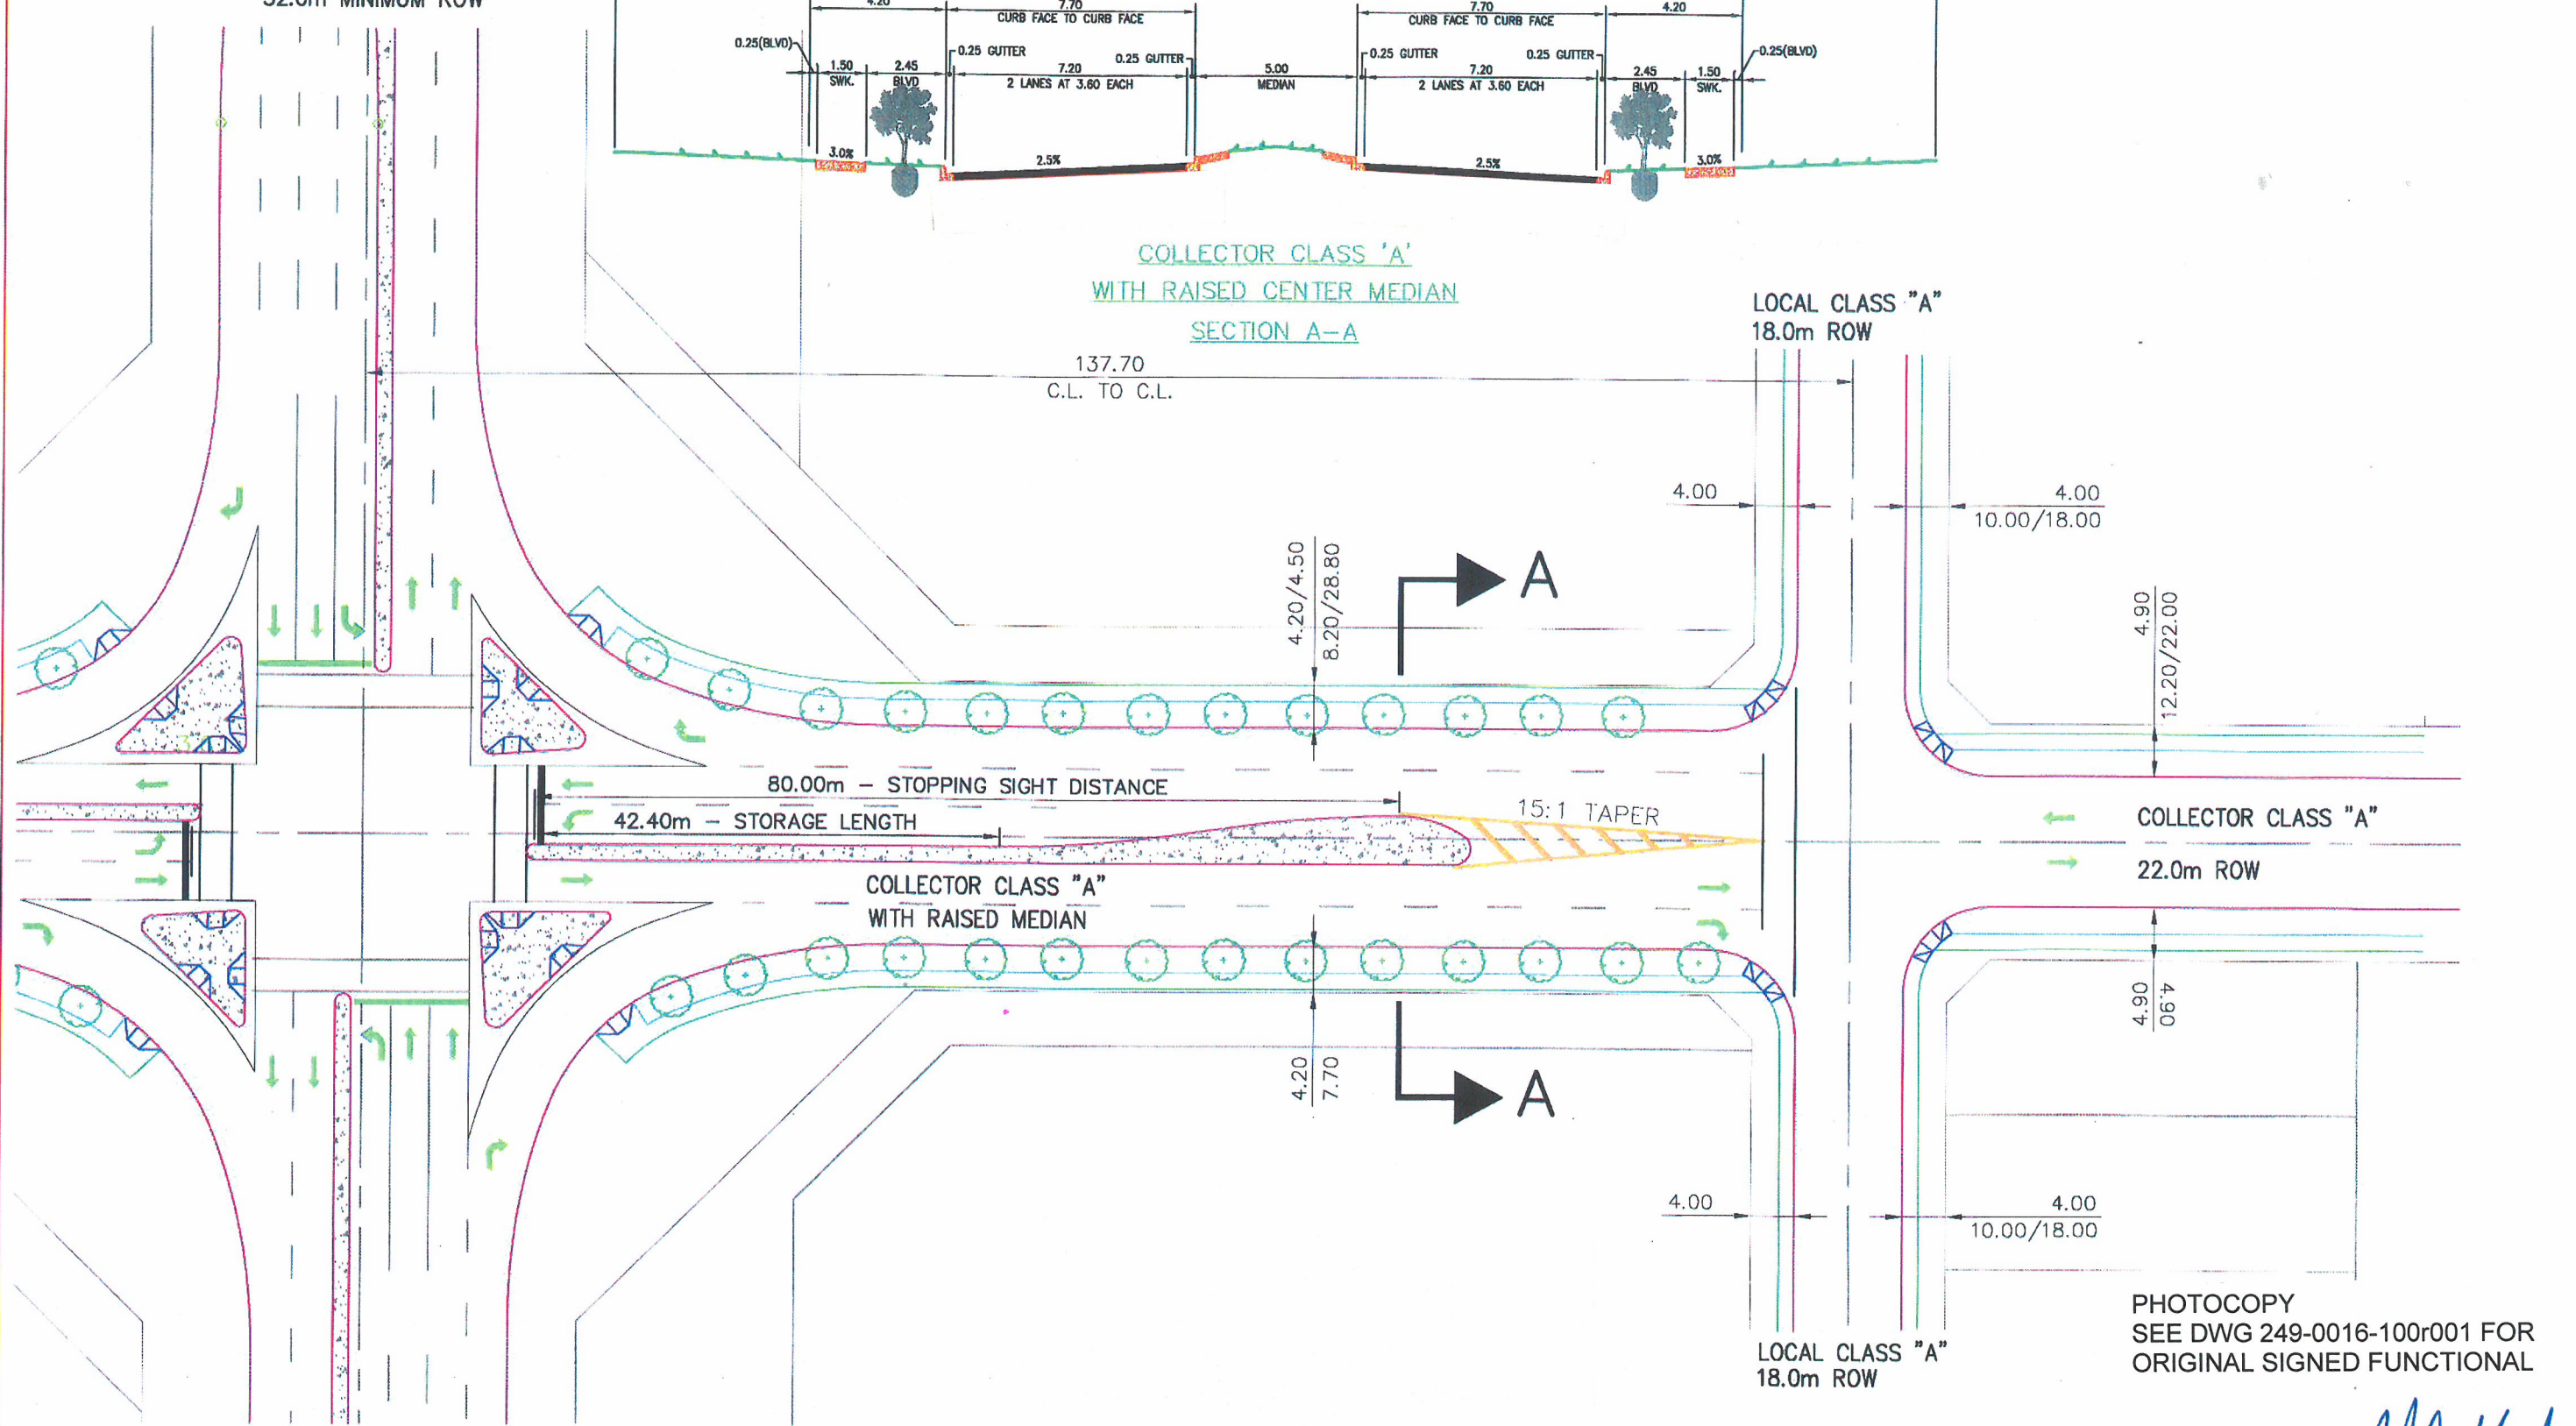 MINIMUM ROW
4.20
7.70
CURB FACE TO CURB FACE
7.70
CURB FACE TO CURB FACE
4.20
0.25(BLVD)
0.25 GUTTER
0.25 GUTTER
0.25 GUTTER
0.25 GUTTER
0.25(BLVD)
1.50
SWK.
2.45
BLVD
7.20
2 LANES AT 3.60 EACH
5.00
MEDIAN
7.20
2 LANES AT 3.60 EACH
2.45
BLVD
1.50
SWK.
3.0%
2.5%
2.5%
3.0%
COLLECTOR CLASS 'A'
WITH RAISED CENTER MEDIAN
SECTION A-A
LOCAL CLASS "A"
18.0m ROW
137.70
C.L. TO C.L.
4.00
4.00
10.00/18.00
4.20/4.50
8.20/28.80
A
4.90
12.20/22.00
80.00m - STOPPING SIGHT DISTANCE
42.40m - STORAGE LENGTH
15:1 TAPER
COLLECTOR CLASS "A"
22.0m ROW
COLLECTOR CLASS "A"
WITH RAISED MEDIAN
4.90
4.90
4.20
7.70
A
4.00
4.00
10.00/18.00
LOCAL CLASS "A"
18.0m ROW
PHOTOCOPY
SEE DWG 249-0016-100r001 FOR
ORIGINAL SIGNED FUNCTIONAL